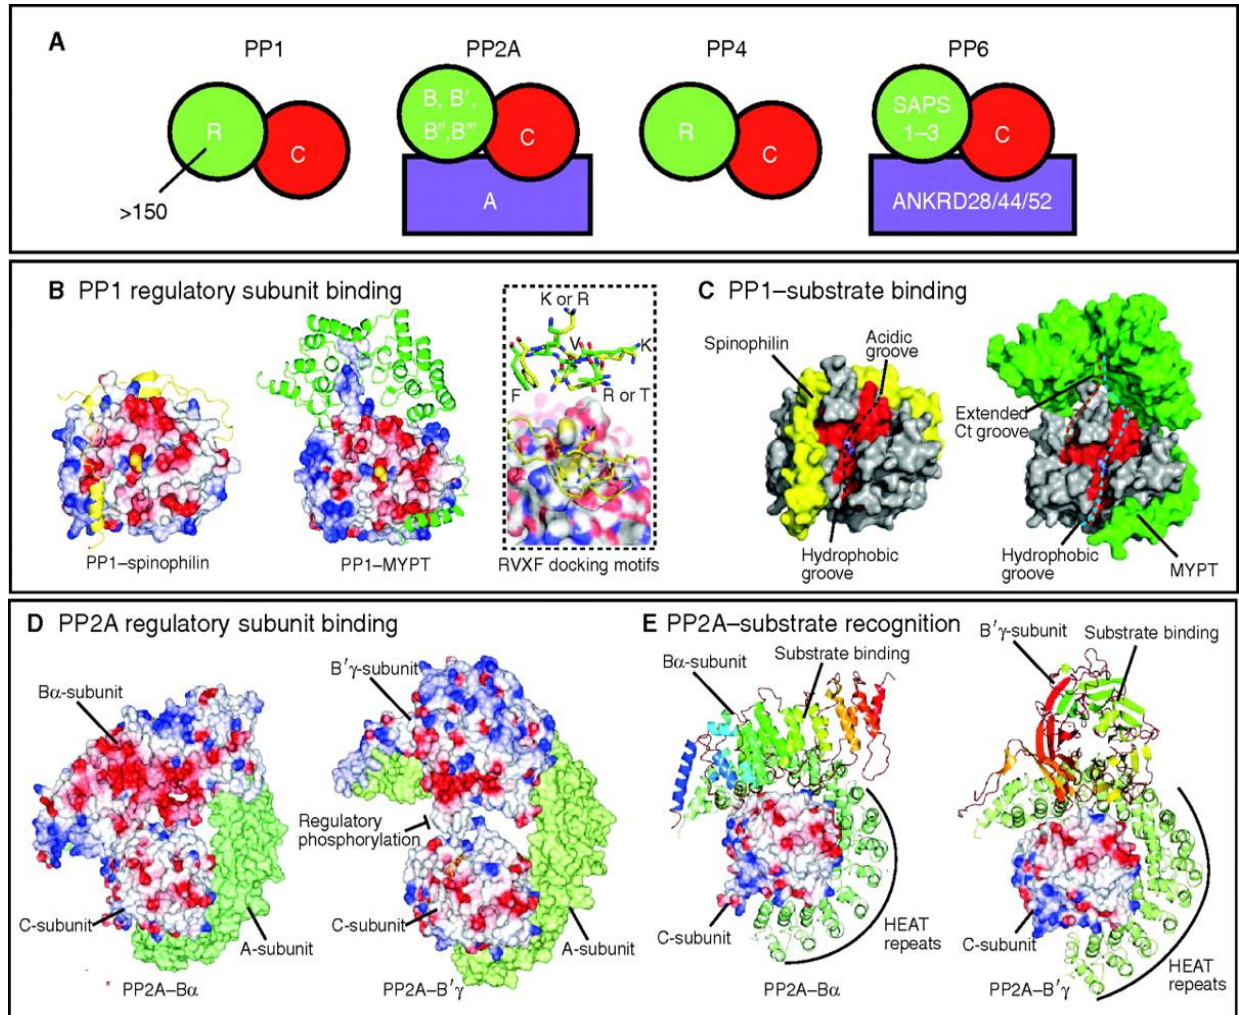 A
PP1
PP2A
PP4
PP6
R
C
>150
B, B′,
B″,B‴
C
A
R
C
SAPS
1–3
C
ANKRD28/44/52
B PP1 regulatory subunit binding
PP1–spinophilin
PP1–MYPT
K or R
V
K
F
R or T
RVXF docking motifs
C PP1–substrate binding
Spinophilin
Acidic
groove
Hydrophobic
groove
Extended
Ct groove
Hydrophobic
groove
MYPT
D PP2A regulatory subunit binding
Bα-subunit
C-subunit
A-subunit
PP2A–Bα
B′γ-subunit
Regulatory
phosphorylation
C-subunit
A-subunit
PP2A–B′γ
E PP2A–substrate recognition
Bα-subunit
Substrate binding
C-subunit
HEAT
repeats
PP2A–Bα
B′γ-subunit
Substrate binding
C-subunit
HEAT
repeats
PP2A–B′γ